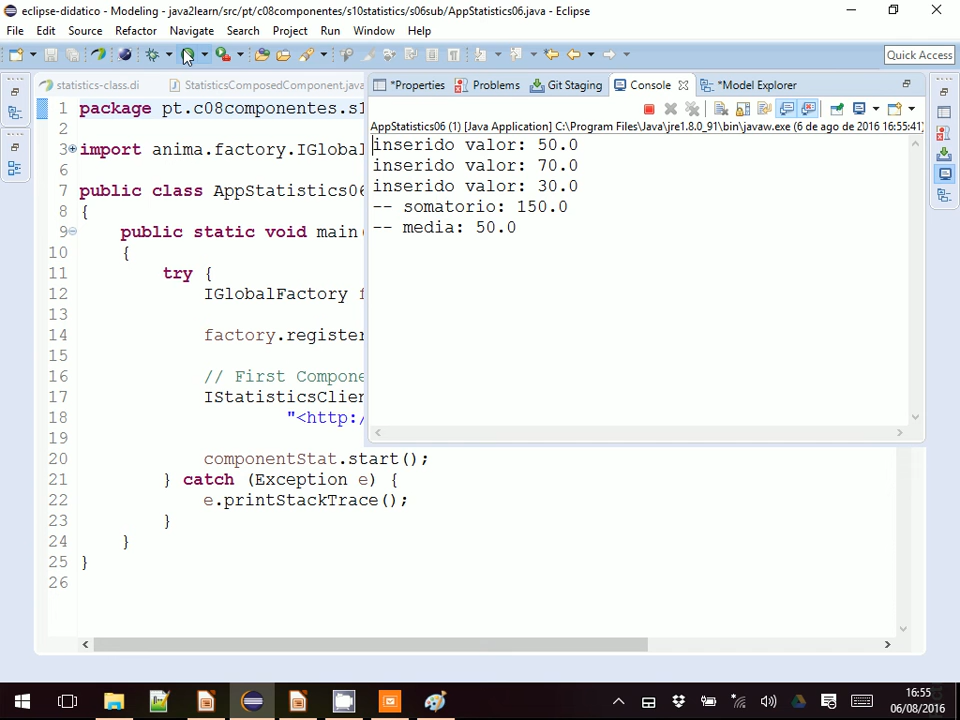 eclipse-didatico - Modeling - java2learn/src/pt/c08componentes/s10statistics/s06sub/AppStatistics06.java - Eclipse
File Edit Source Refactor Navigate Search Project Run Window Help
Quick Access
statistics-class.di
StatisticsComposedComponent.java
*Properties
Problems
Git Staging
Console
*Model Explorer
AppStatistics06 (1) [Java Application] C:\Program Files\Java\jre1.8.0_91\bin\javaw.exe (6 de ago de 2016 16:55:41)
inserido valor: 50.0
inserido valor: 70.0
inserido valor: 30.0
-- somatorio: 150.0
-- media: 50.0
1 package pt.c08componentes.s1
2
3 import anima.factory.IGlobal
6
7 public class AppStatistics06
8 {
9 public static void main
10 {
11 try {
12 IGlobalFactory f
13
14 factory.register
15
16 // First Compone
17 IStatisticsClien
18 "<http:/
19
20 componentStat.start();
21 } catch (Exception e) {
22 e.printStackTrace();
23 }
24 }
25 }
26
16:55
06/08/2016